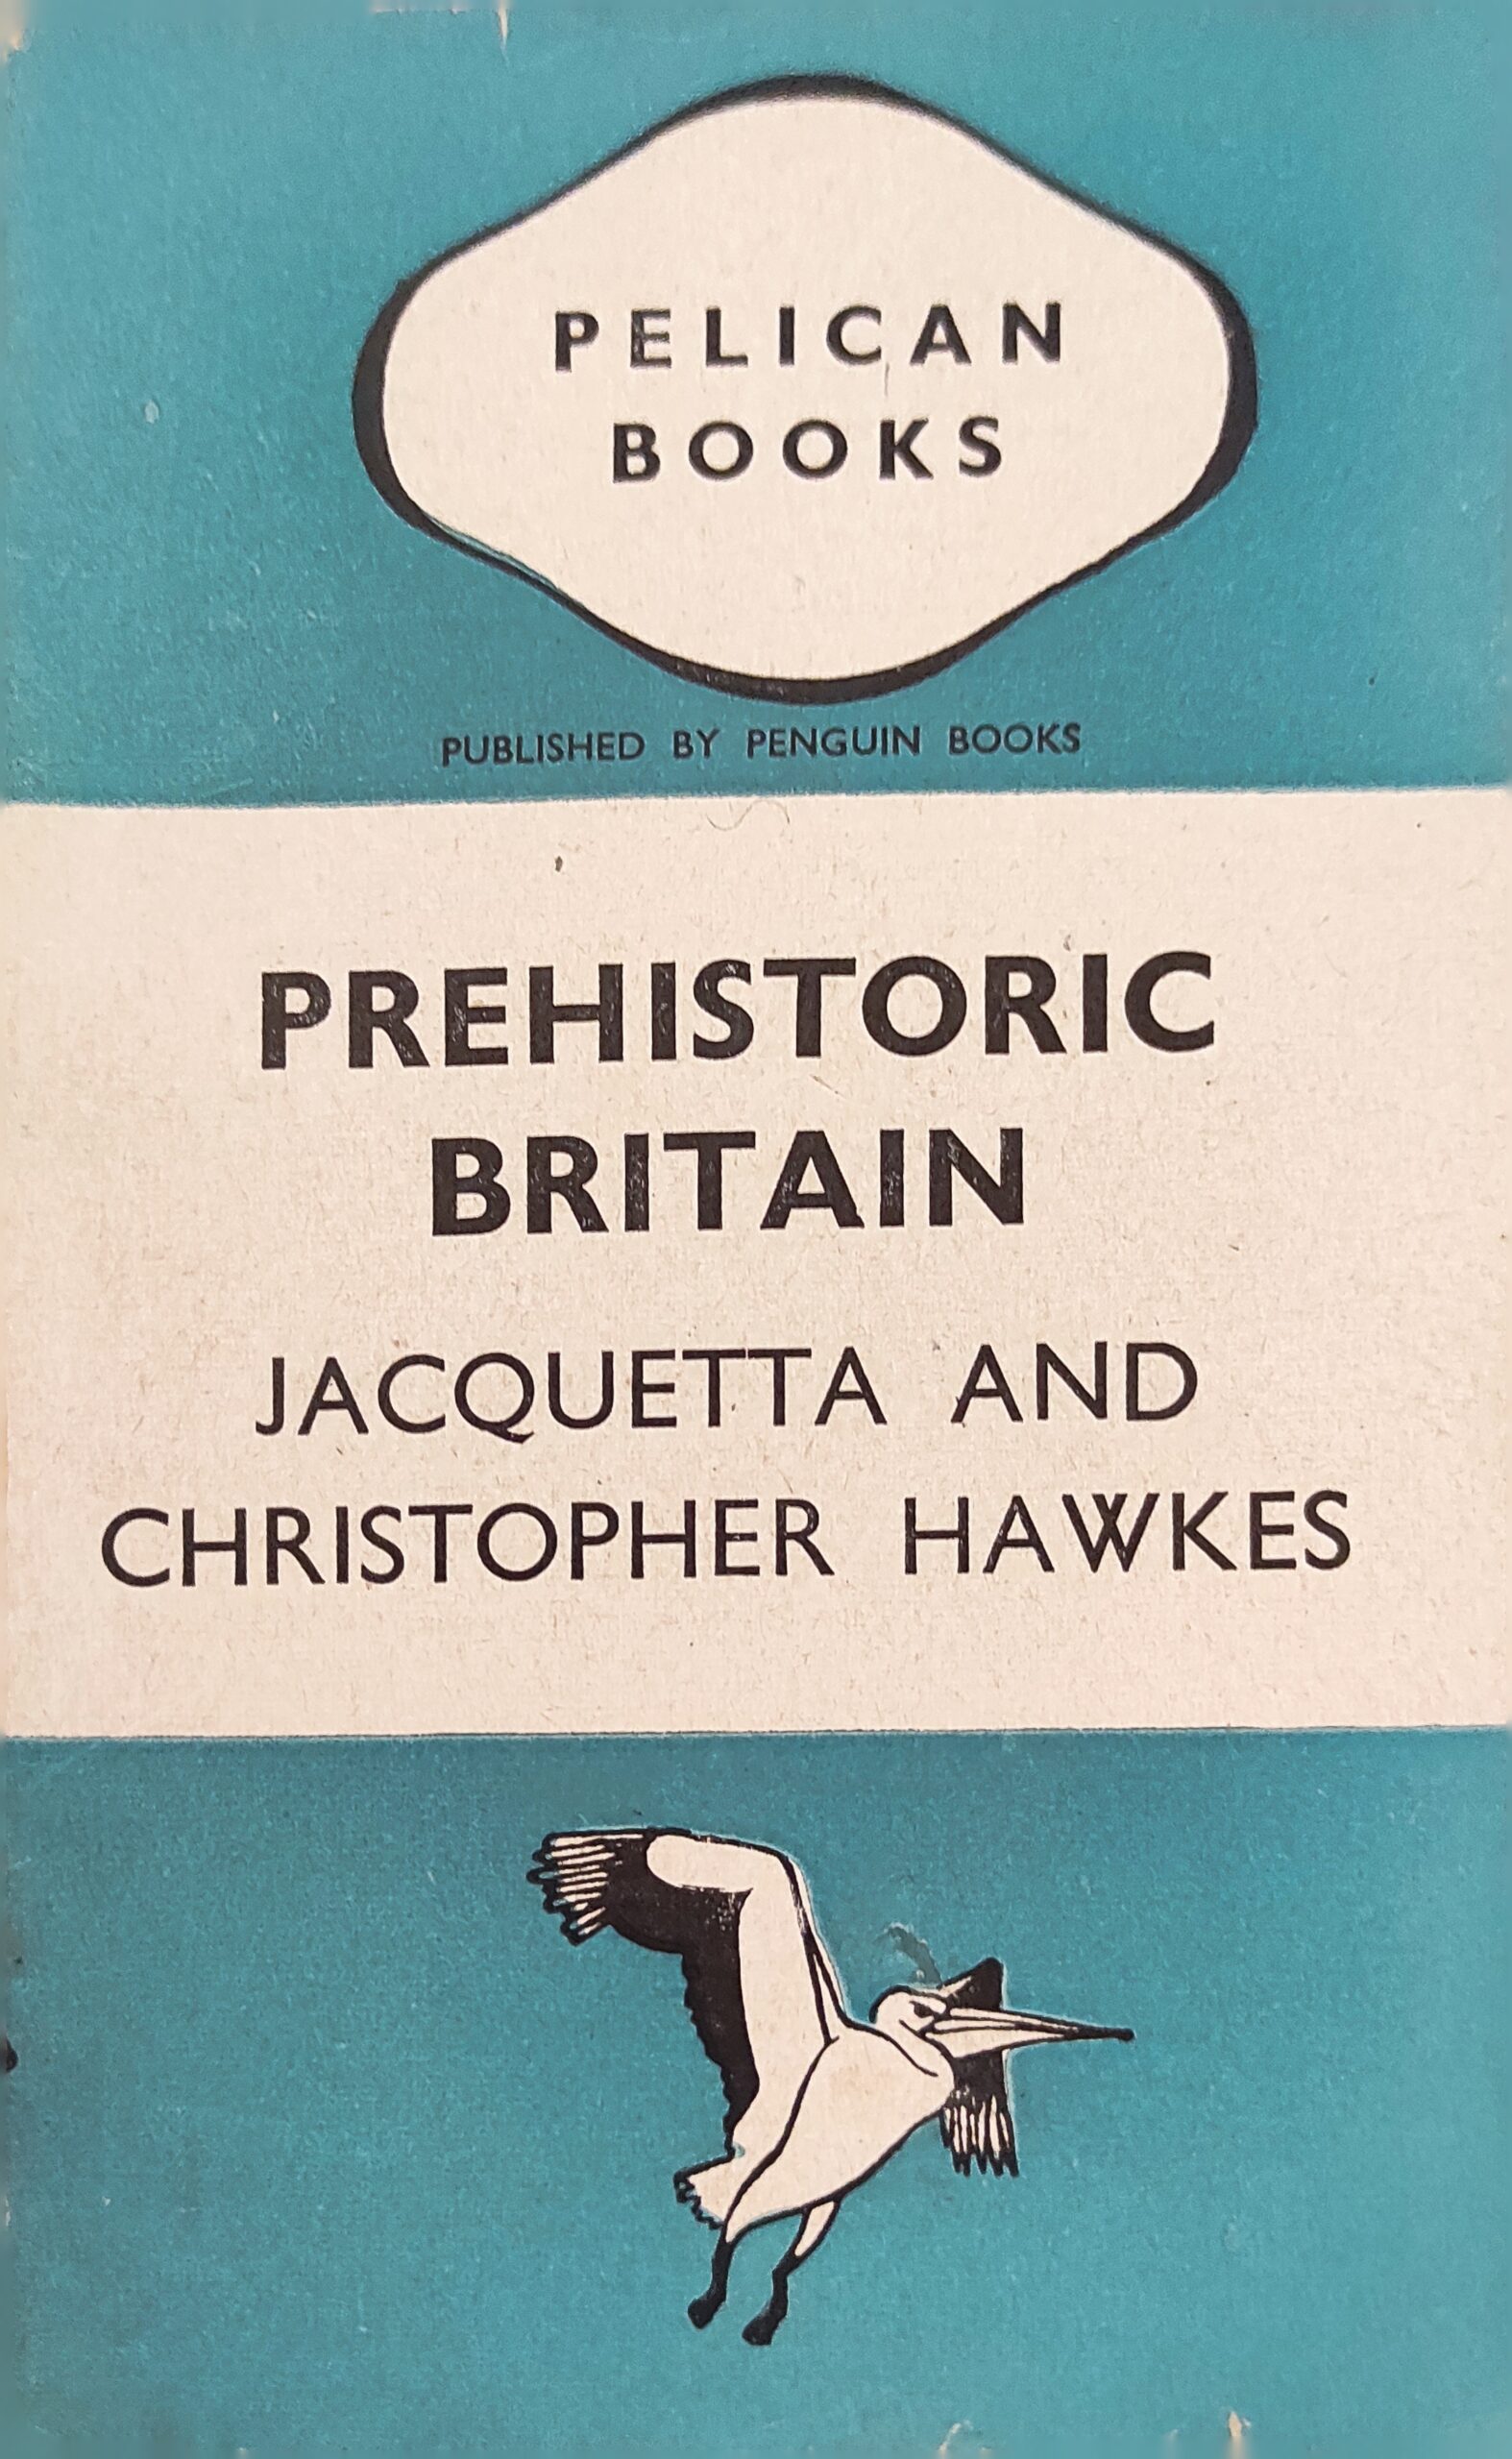 PELICAN
BOOKS
PUBLISHED BY PENGUIN BOOKS
PREHISTORIC
BRITAIN
JACQUETTA AND
CHRISTOPHER HAWKES